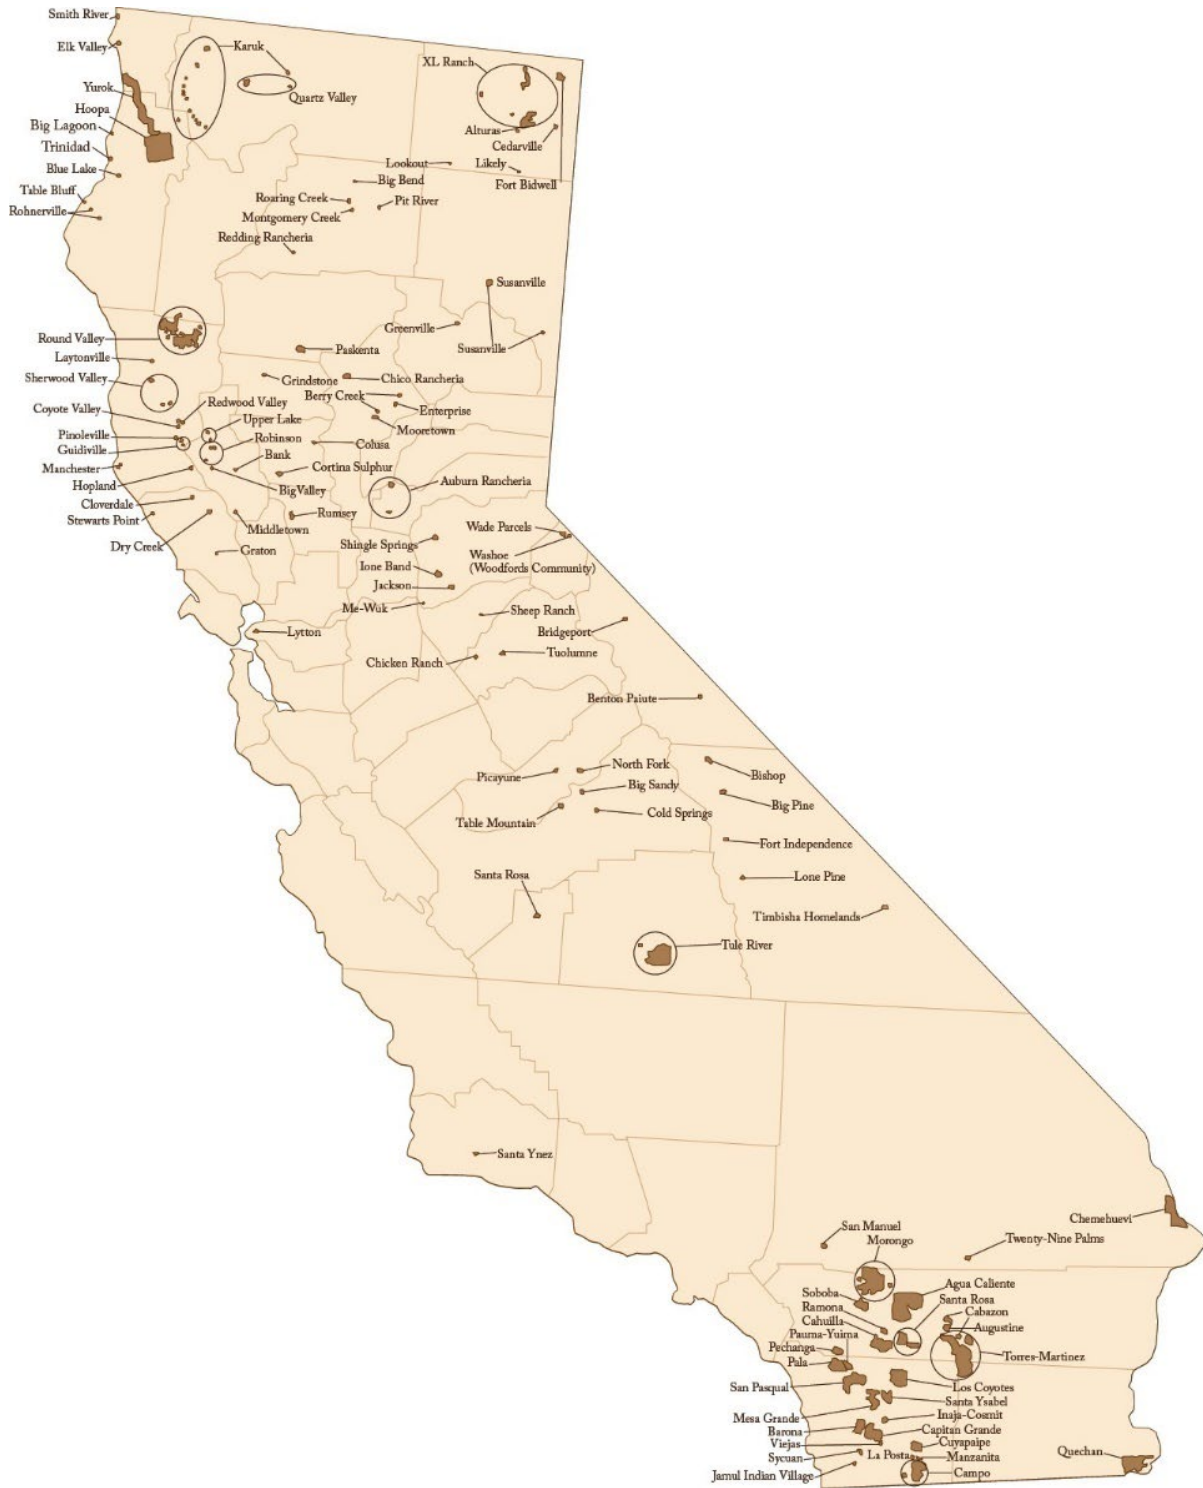 Smith River
Elk Valley
Karuk
XL Ranch
Yurok
Quartz Valley
Hoopa
Big Lagoon
Alturas
Trinidad
Cedarville
Lookout
Likely
Blue Lake
Big Bend
Fort Bidwell
Table Bluff
Roaring Creek
Pit River
Rohnerville
Montgomery Creek
Redding Rancheria
Susanville
Greenville
Round Valley
Paskenta
Susanville
Laytonville
Sherwood Valley
Grindstone
Chico Rancheria
Berry Creek
Redwood Valley
Coyote Valley
Enterprise
Upper Lake
Mooretown
Pinoleville
Robinson
Guidiville
Colusa
Bank
Manchester
Cortina Sulphur
Hopland
Auburn Rancheria
Big Valley
Cloverdale
Stewarts Point
Rumsey
Middletown
Wade Parcels
Dry Creek
Shingle Springs
Graton
Washoe
(Woodfords Community)
Ione Band
Jackson
Me-Wuk
Sheep Ranch
Lytton
Bridgeport
Tuolumne
Chicken Ranch
Benton Paiute
North Fork
Bishop
Picayune
Big Sandy
Big Pine
Table Mountain
Cold Springs
Fort Independence
Santa Rosa
Lone Pine
Timbisha Homelands
Tule River
Santa Ynez
Chemehuevi
San Manuel
Twenty-Nine Palms
Morongo
Agua Caliente
Soboba
Santa Rosa
Ramona
Cabazon
Cahuilla
Augustine
Pauma-Yuima
Pechanga
Torres-Martinez
Pala
San Pasqual
Los Coyotes
Santa Ysabel
Mesa Grande
Inaja-Cosmit
Barona
Capitan Grande
Viejas
Cuyapaipe
Sycuan
La Posta
Manzanita
Quechan
Jamul Indian Village
Campo